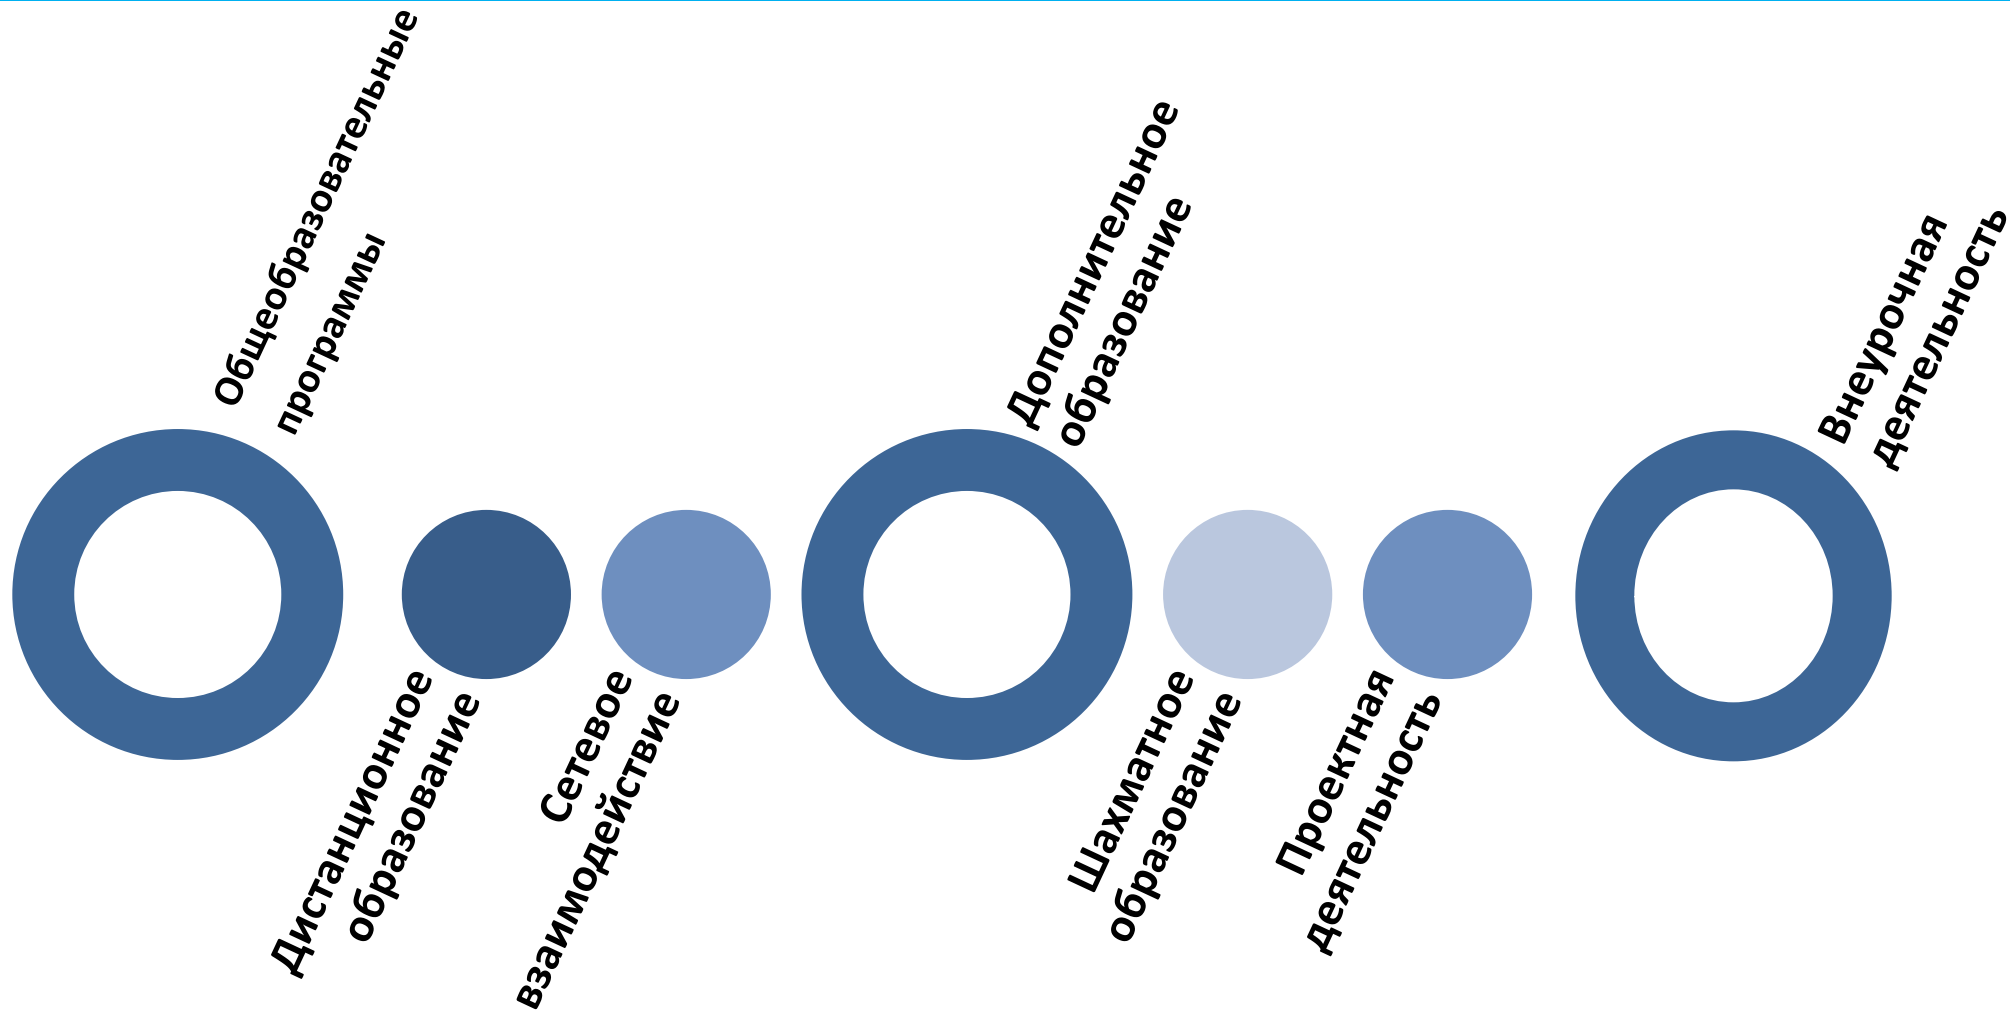 Общеобразовательные
программы
Дистанционное
образование
Сетевое
взаимодействие
Дополнительное
образование
Шахматное
образование
Проектная
деятельность
Внеурочная
деятельность